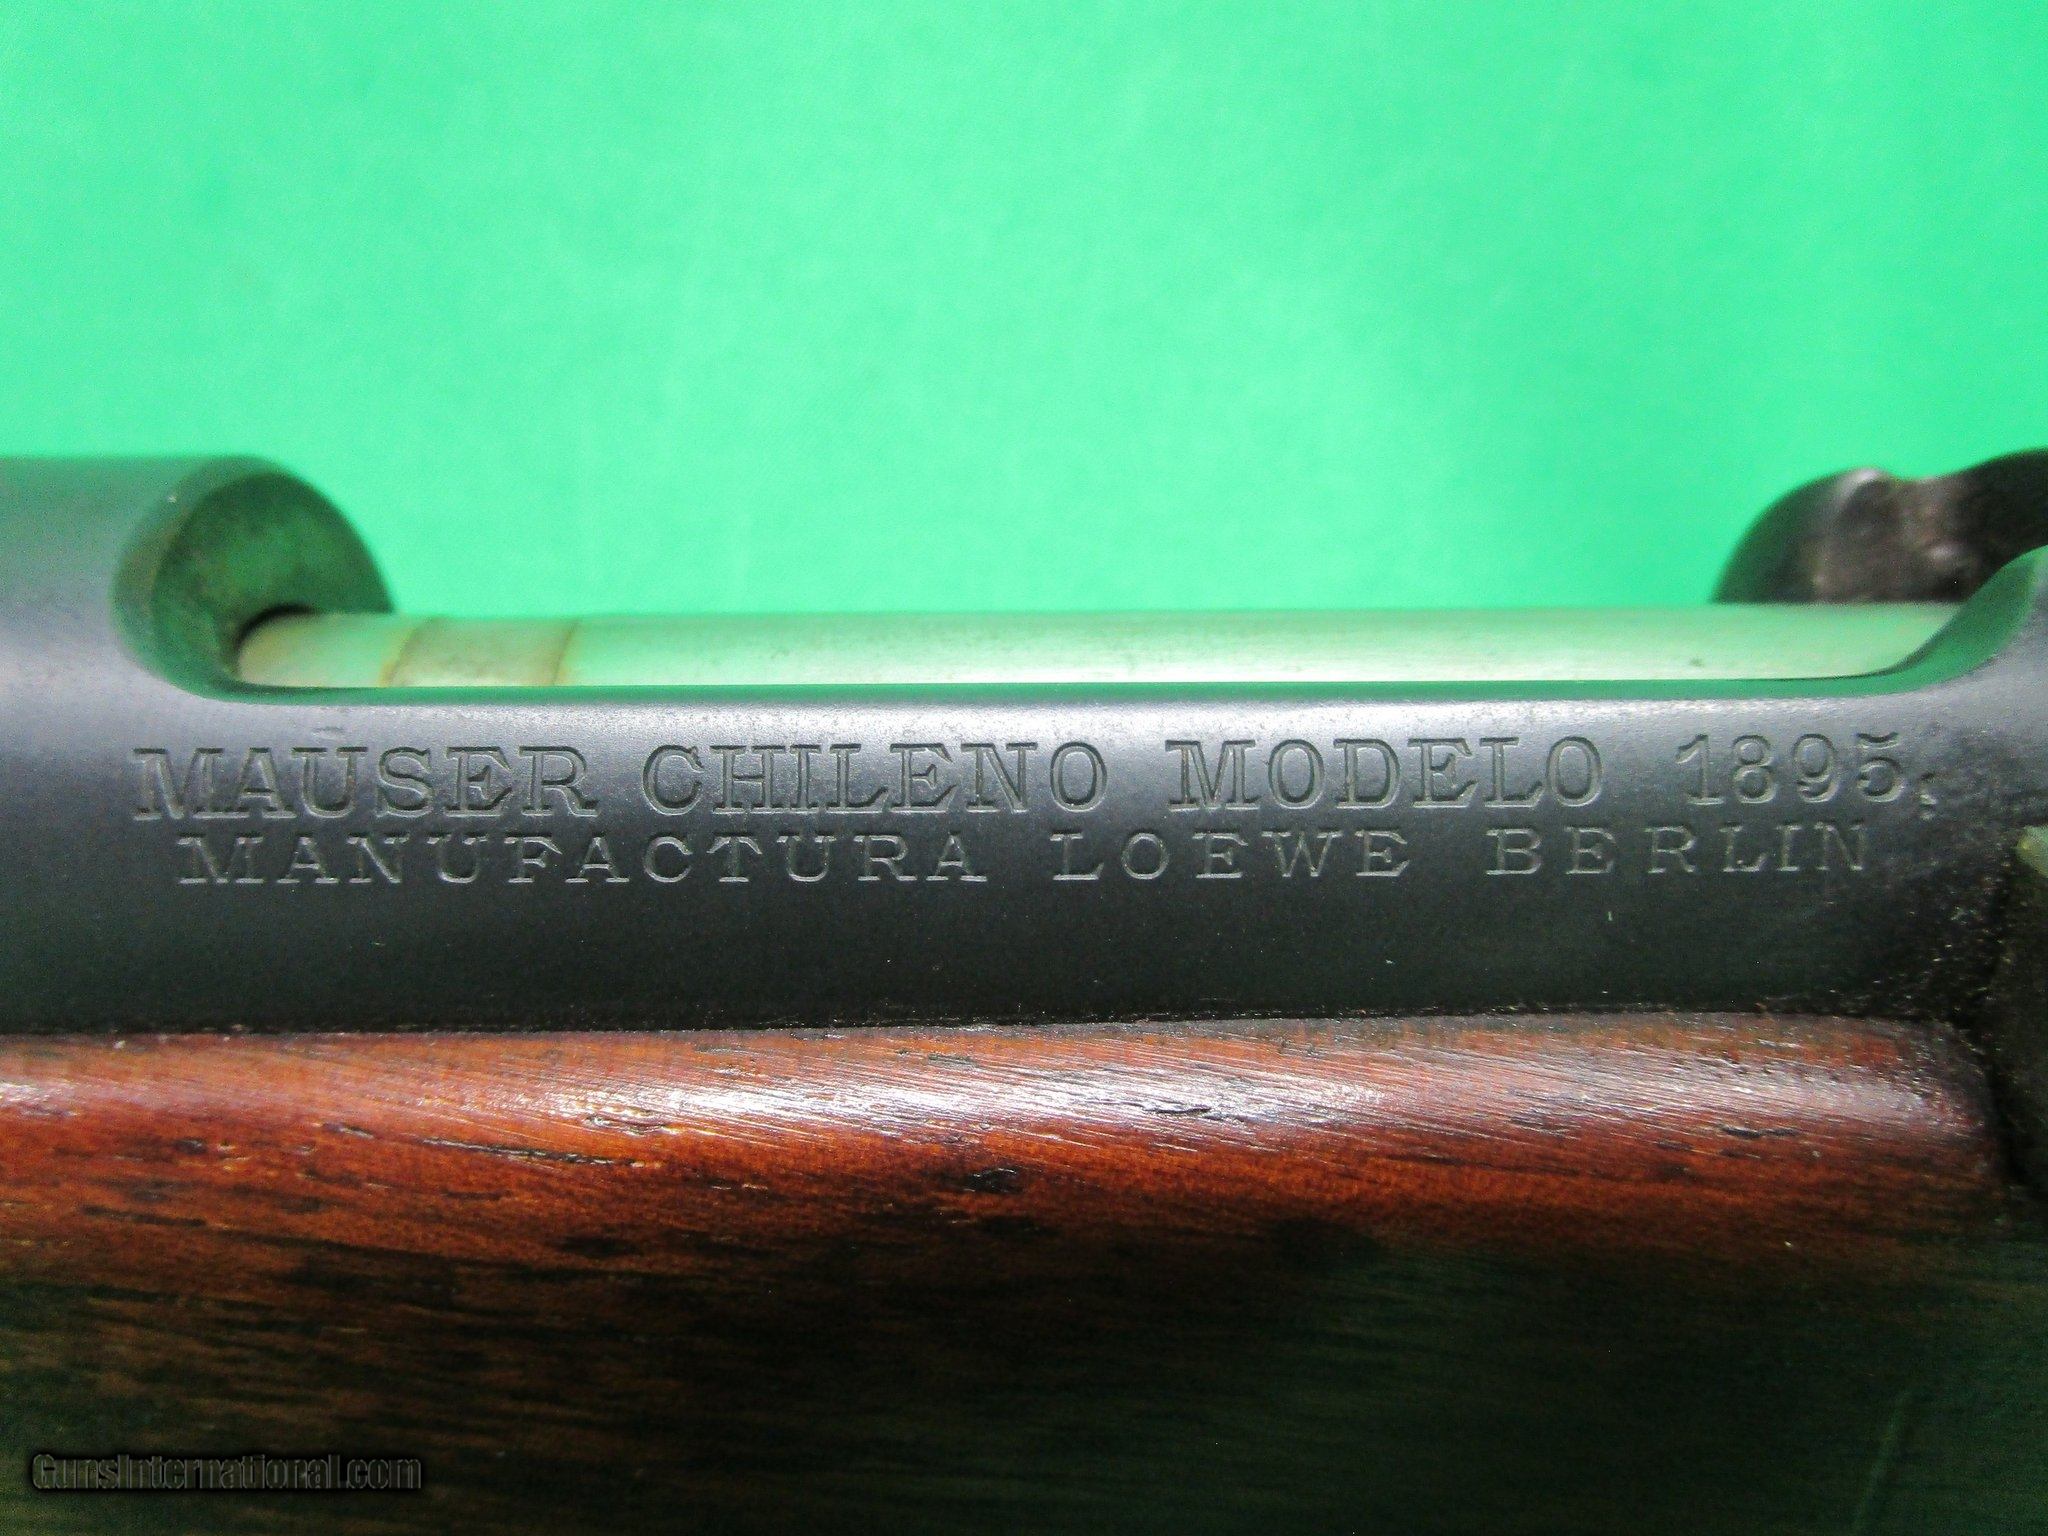 MAUSER CHILENO MODELO 1895;
MANUFACTURA LOEWE BERLIN
GunsInternational.com